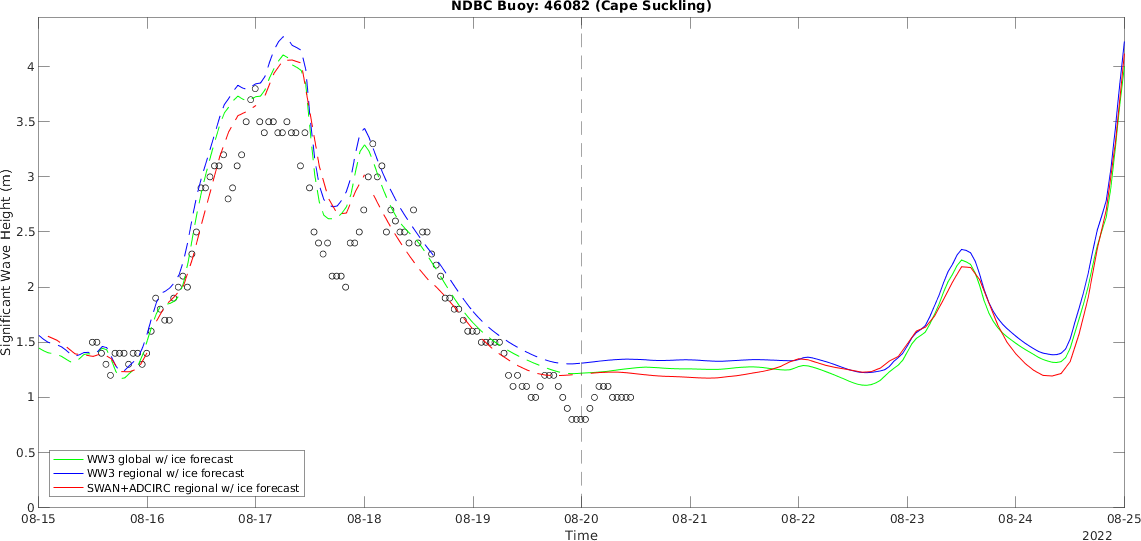 NDBC Buoy: 46082 (Cape Suckling)
Significant Wave Height (m)
4
3.5
3
2.5
2
1.5
1
0.5
0
WW3 global w/ ice forecast
WW3 regional w/ ice forecast
SWAN+ADCIRC regional w/ ice forecast
08-15 08-16 08-17 08-18 08-19 08-20 08-21 08-22 08-23 08-24 08-25
Time
2022